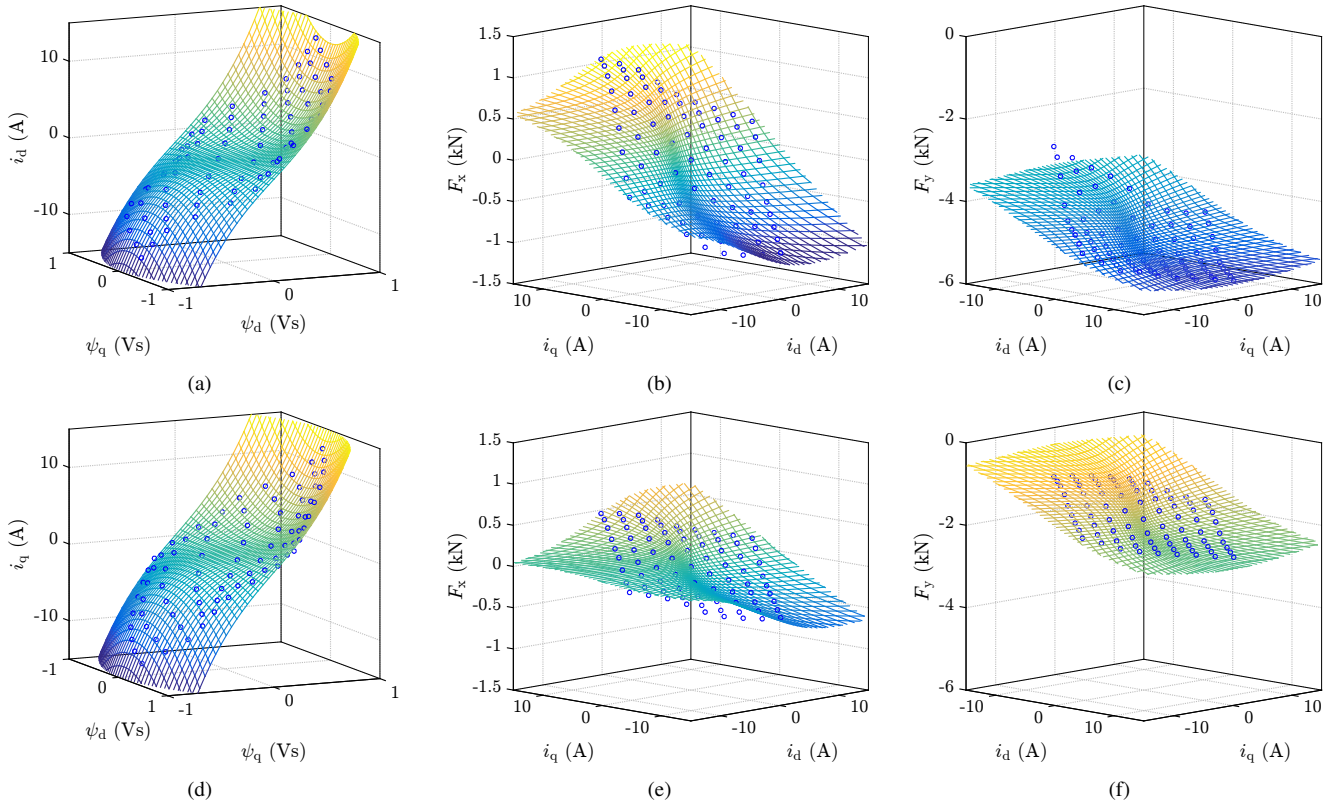 10
0
-10
i_d (A)
1
0
-1
-1
0
1
ψ_d (Vs)
ψ_q (Vs)
(a)
1.5
1
0.5
0
-0.5
-1
-1.5
F_x (kN)
10
0
-10
-10
0
10
i_q (A)
i_d (A)
(b)
0
-2
-4
-6
F_y (kN)
-10
0
10
-10
0
10
i_d (A)
i_q (A)
(c)
10
0
-10
i_q (A)
-1
0
1
-1
0
1
ψ_d (Vs)
ψ_q (Vs)
(d)
1.5
1
0.5
0
-0.5
-1
-1.5
F_x (kN)
10
0
-10
-10
0
10
i_q (A)
i_d (A)
(e)
0
-2
-4
-6
F_y (kN)
-10
0
10
-10
0
10
i_d (A)
i_q (A)
(f)